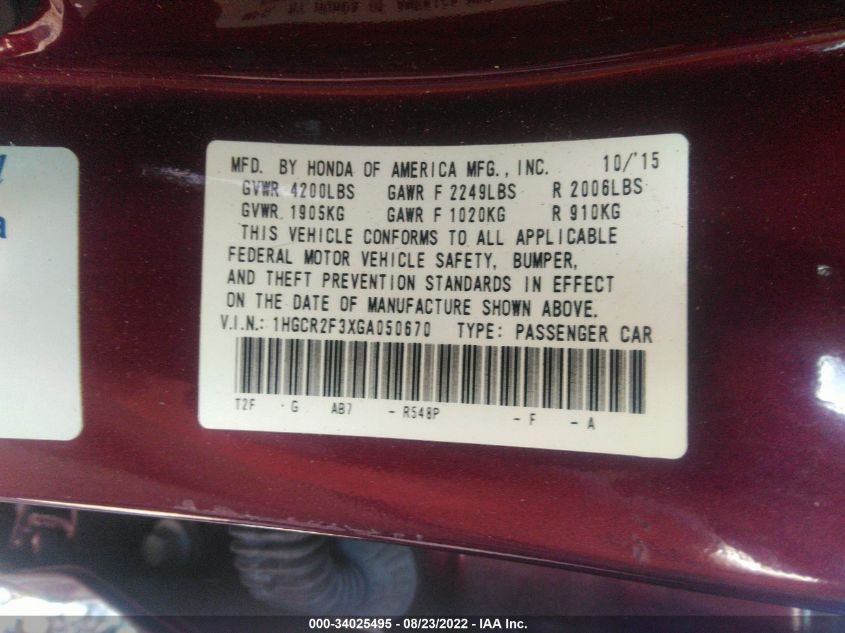 MFD. BY HONDA OF AMERICA MFG., INC. 10/'15
GVWR 4200LBS GAWR F 2249LBS R 2006LBS
GVWR 1905KG GAWR F 1020KG R 910KG
THIS VEHICLE CONFORMS TO ALL APPLICABLE
FEDERAL MOTOR VEHICLE SAFETY, BUMPER,
AND THEFT PREVENTION STANDARDS IN EFFECT
ON THE DATE OF MANUFACTURE SHOWN ABOVE.
V.I.N.: 1HGCR2F3XGA050670 TYPE: PASSENGER CAR
T2F - G AB7 - R548P - F - A
a
000-34025495 - 08/23/2022 - IAA Inc.